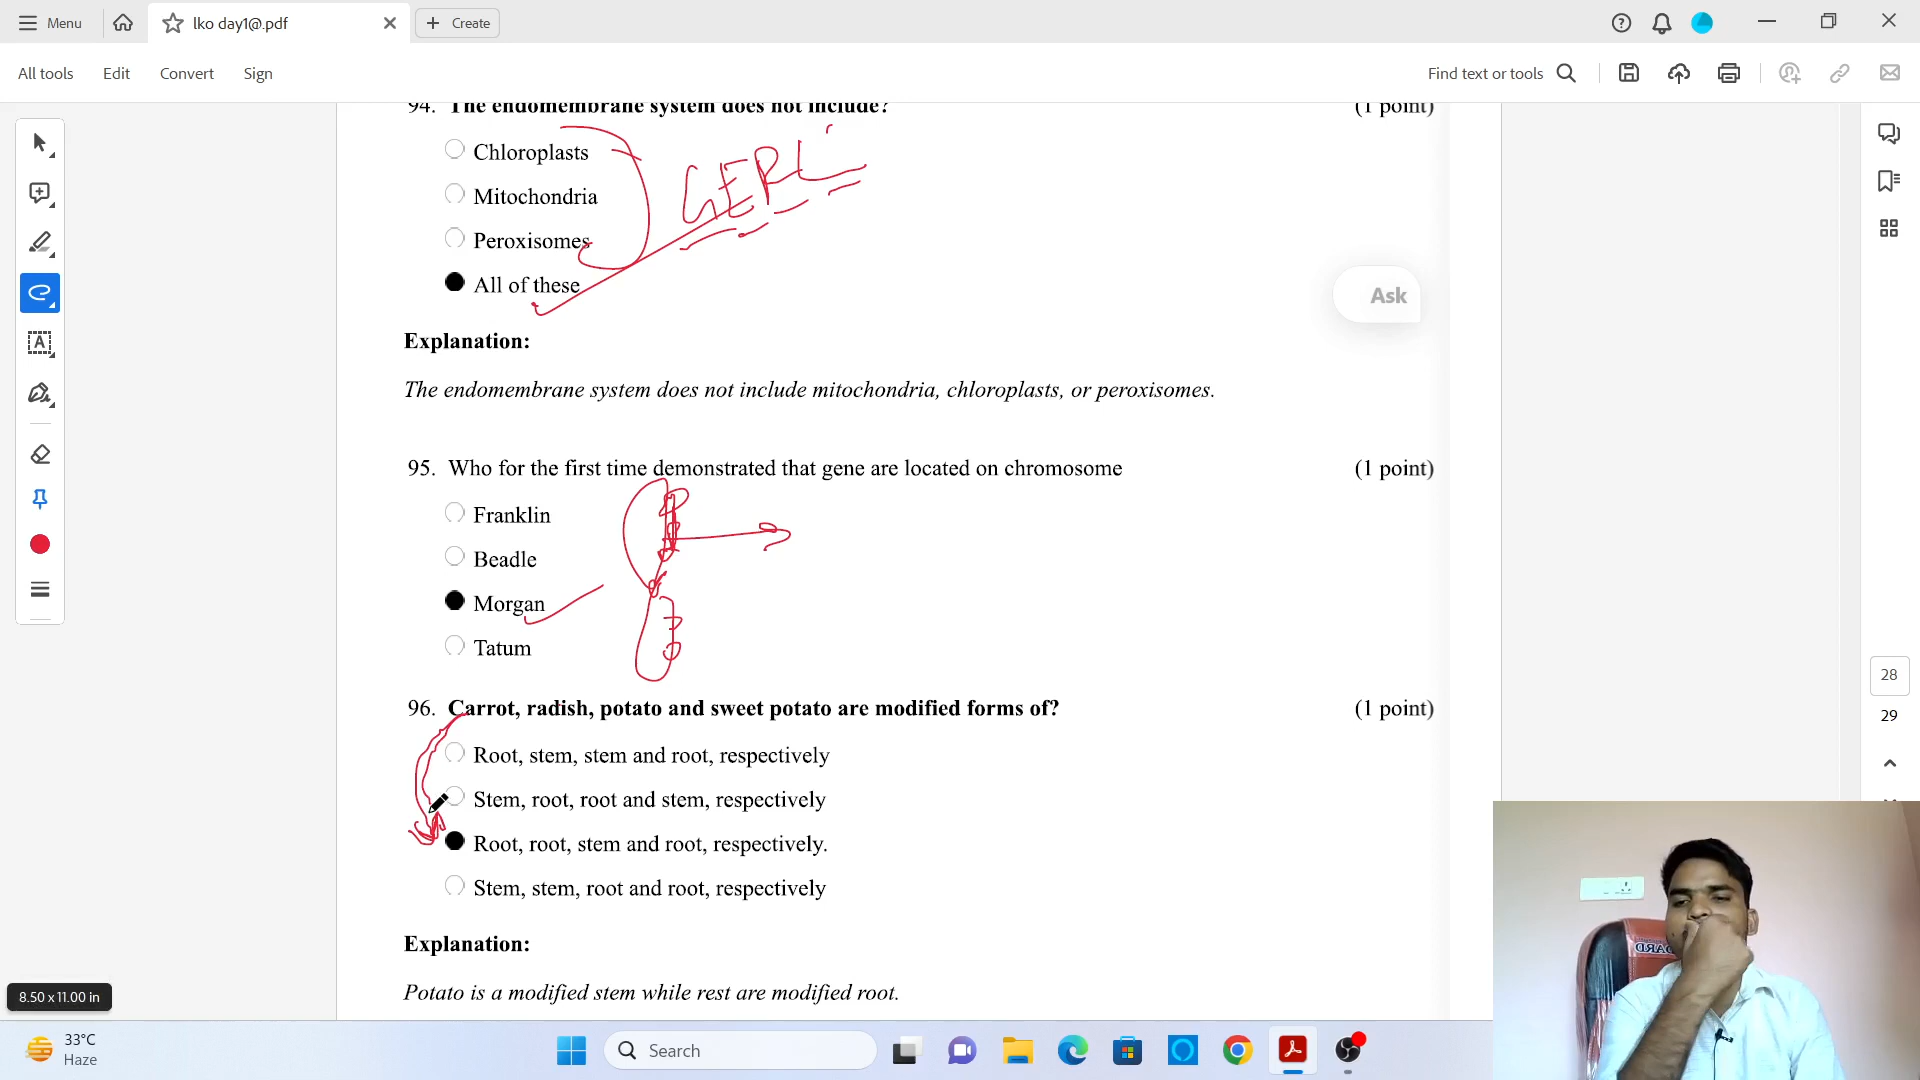 Menu
lko day1@.pdf
Create
All tools
Edit
Convert
Sign
Find text or tools
94. The endomembrane system does not include? (1 point)
Chloroplasts
Mitochondria
Peroxisomes
All of these
GERL
Ask
Explanation:
The endomembrane system does not include mitochondria, chloroplasts, or peroxisomes.
95. Who for the first time demonstrated that gene are located on chromosome (1 point)
Franklin
Beadle
Morgan
Tatum
96. Carrot, radish, potato and sweet potato are modified forms of? (1 point)
Root, stem, stem and root, respectively
Stem, root, root and stem, respectively
Root, root, stem and root, respectively.
Stem, stem, root and root, respectively
Explanation:
Potato is a modified stem while rest are modified root.
28
29
8.50 x 11.00 in
33°C
Haze
Search